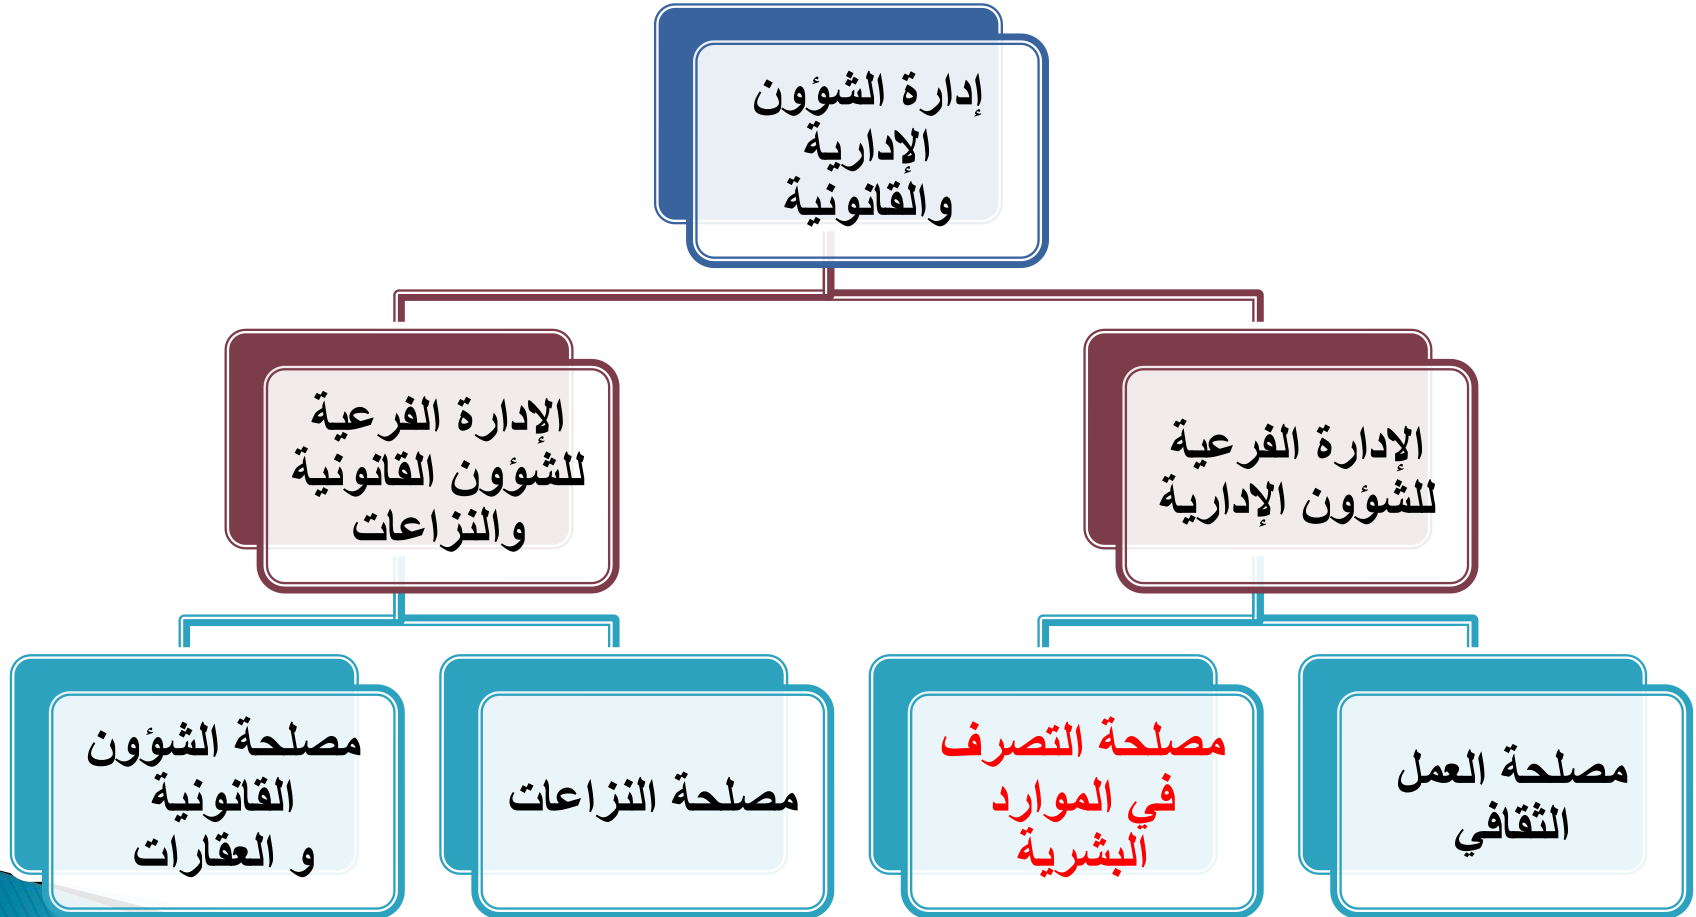 إدارة الشؤون
الإدارية
والقانونية
الإدارة الفرعية
للشؤون الإدارية
الإدارة الفرعية
للشؤون القانونية
والنزاعات
مصلحة العمل
الثقافي
مصلحة التصرف
في الموارد
البشرية
مصلحة النزاعات
مصلحة الشؤون
القانونية
و العقارات